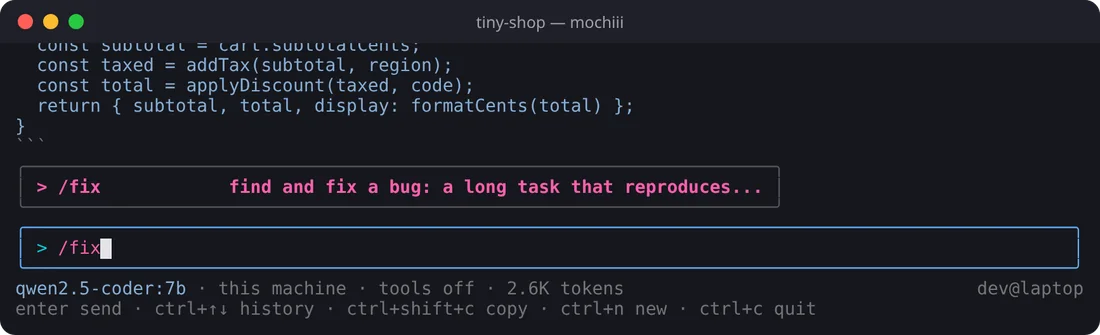 tiny-shop — mochiii
const subtotal = cart.subtotalCents;
const taxed = addTax(subtotal, region);
const total = applyDiscount(taxed, code);
return { subtotal, total, display: formatCents(total) };
}
```
> /fix find and fix a bug: a long task that reproduces...
> /fix
qwen2.5-coder:7b · this machine · tools off · 2.6K tokens dev@laptop
enter send · ctrl+↑↓ history · ctrl+shift+c copy · ctrl+n new · ctrl+c quit